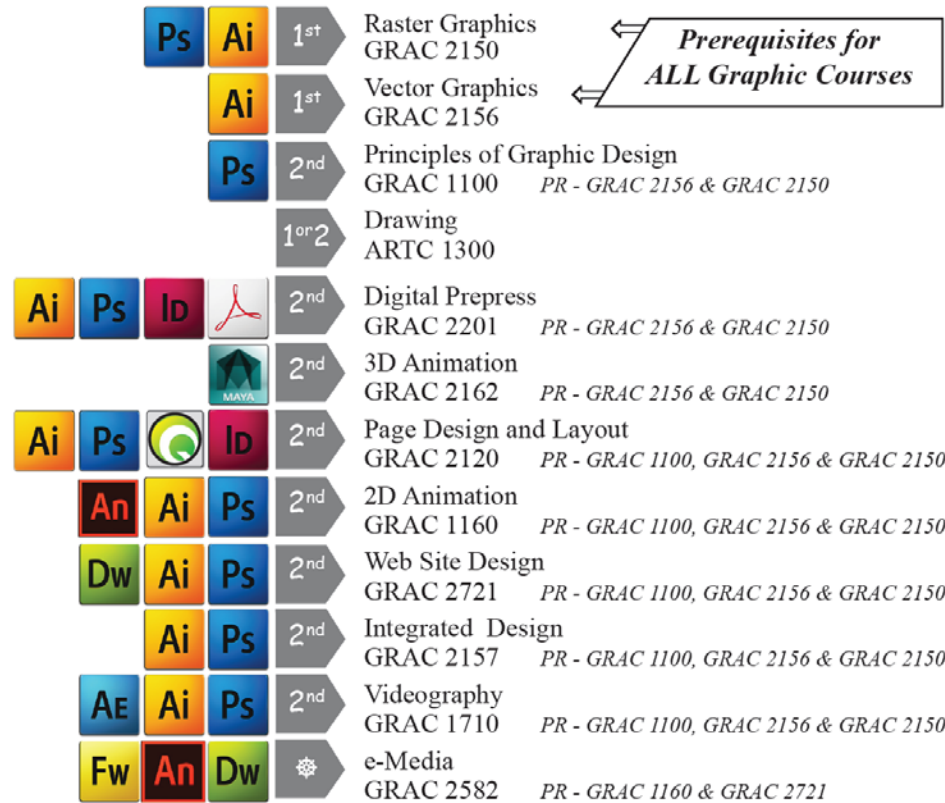 Ps Ai 1st Raster Graphics
GRAC 2150
Prerequisites for
ALL Graphic Courses
Ai 1st Vector Graphics
GRAC 2156
Ps 2nd Principles of Graphic Design
GRAC 1100 PR - GRAC 2156 & GRAC 2150
1or2 Drawing
ARTC 1300
Ai Ps ID 2nd Digital Prepress
GRAC 2201 PR - GRAC 2156 & GRAC 2150
MAYA 2nd 3D Animation
GRAC 2162 PR - GRAC 2156 & GRAC 2150
Ai Ps ID 2nd Page Design and Layout
GRAC 2120 PR - GRAC 1100, GRAC 2156 & GRAC 2150
An Ai Ps 2nd 2D Animation
GRAC 1160 PR - GRAC 1100, GRAC 2156 & GRAC 2150
Dw Ai Ps 2nd Web Site Design
GRAC 2721 PR - GRAC 1100, GRAC 2156 & GRAC 2150
Ai Ps 2nd Integrated Design
GRAC 2157 PR - GRAC 1100, GRAC 2156 & GRAC 2150
AE Ai Ps 2nd Videography
GRAC 1710 PR - GRAC 1100, GRAC 2156 & GRAC 2150
Fw An Dw e-Media
GRAC 2582 PR - GRAC 1160 & GRAC 2721